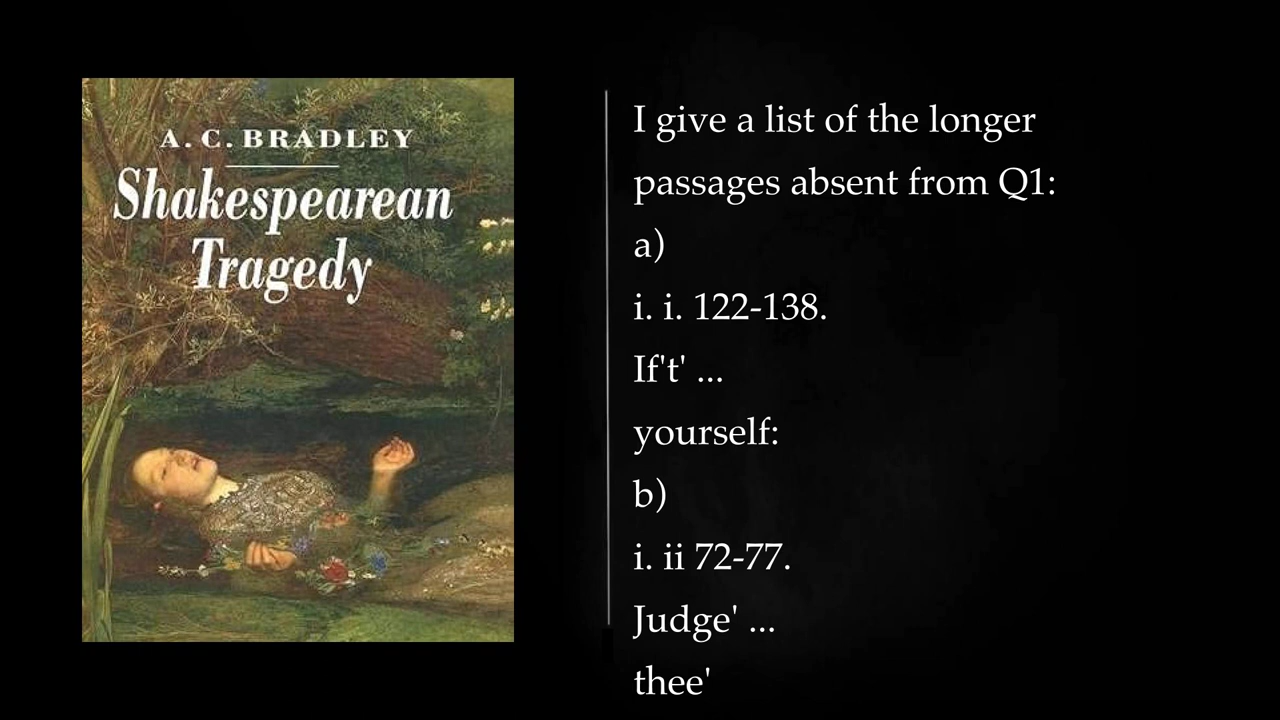 A. C. BRADLEY
Shakespearean
Tragedy
I give a list of the longer
passages absent from Q1:
a)
i. i. 122-138.
If't' ...
yourself:
b)
i. ii 72-77.
Judge' ...
thee'